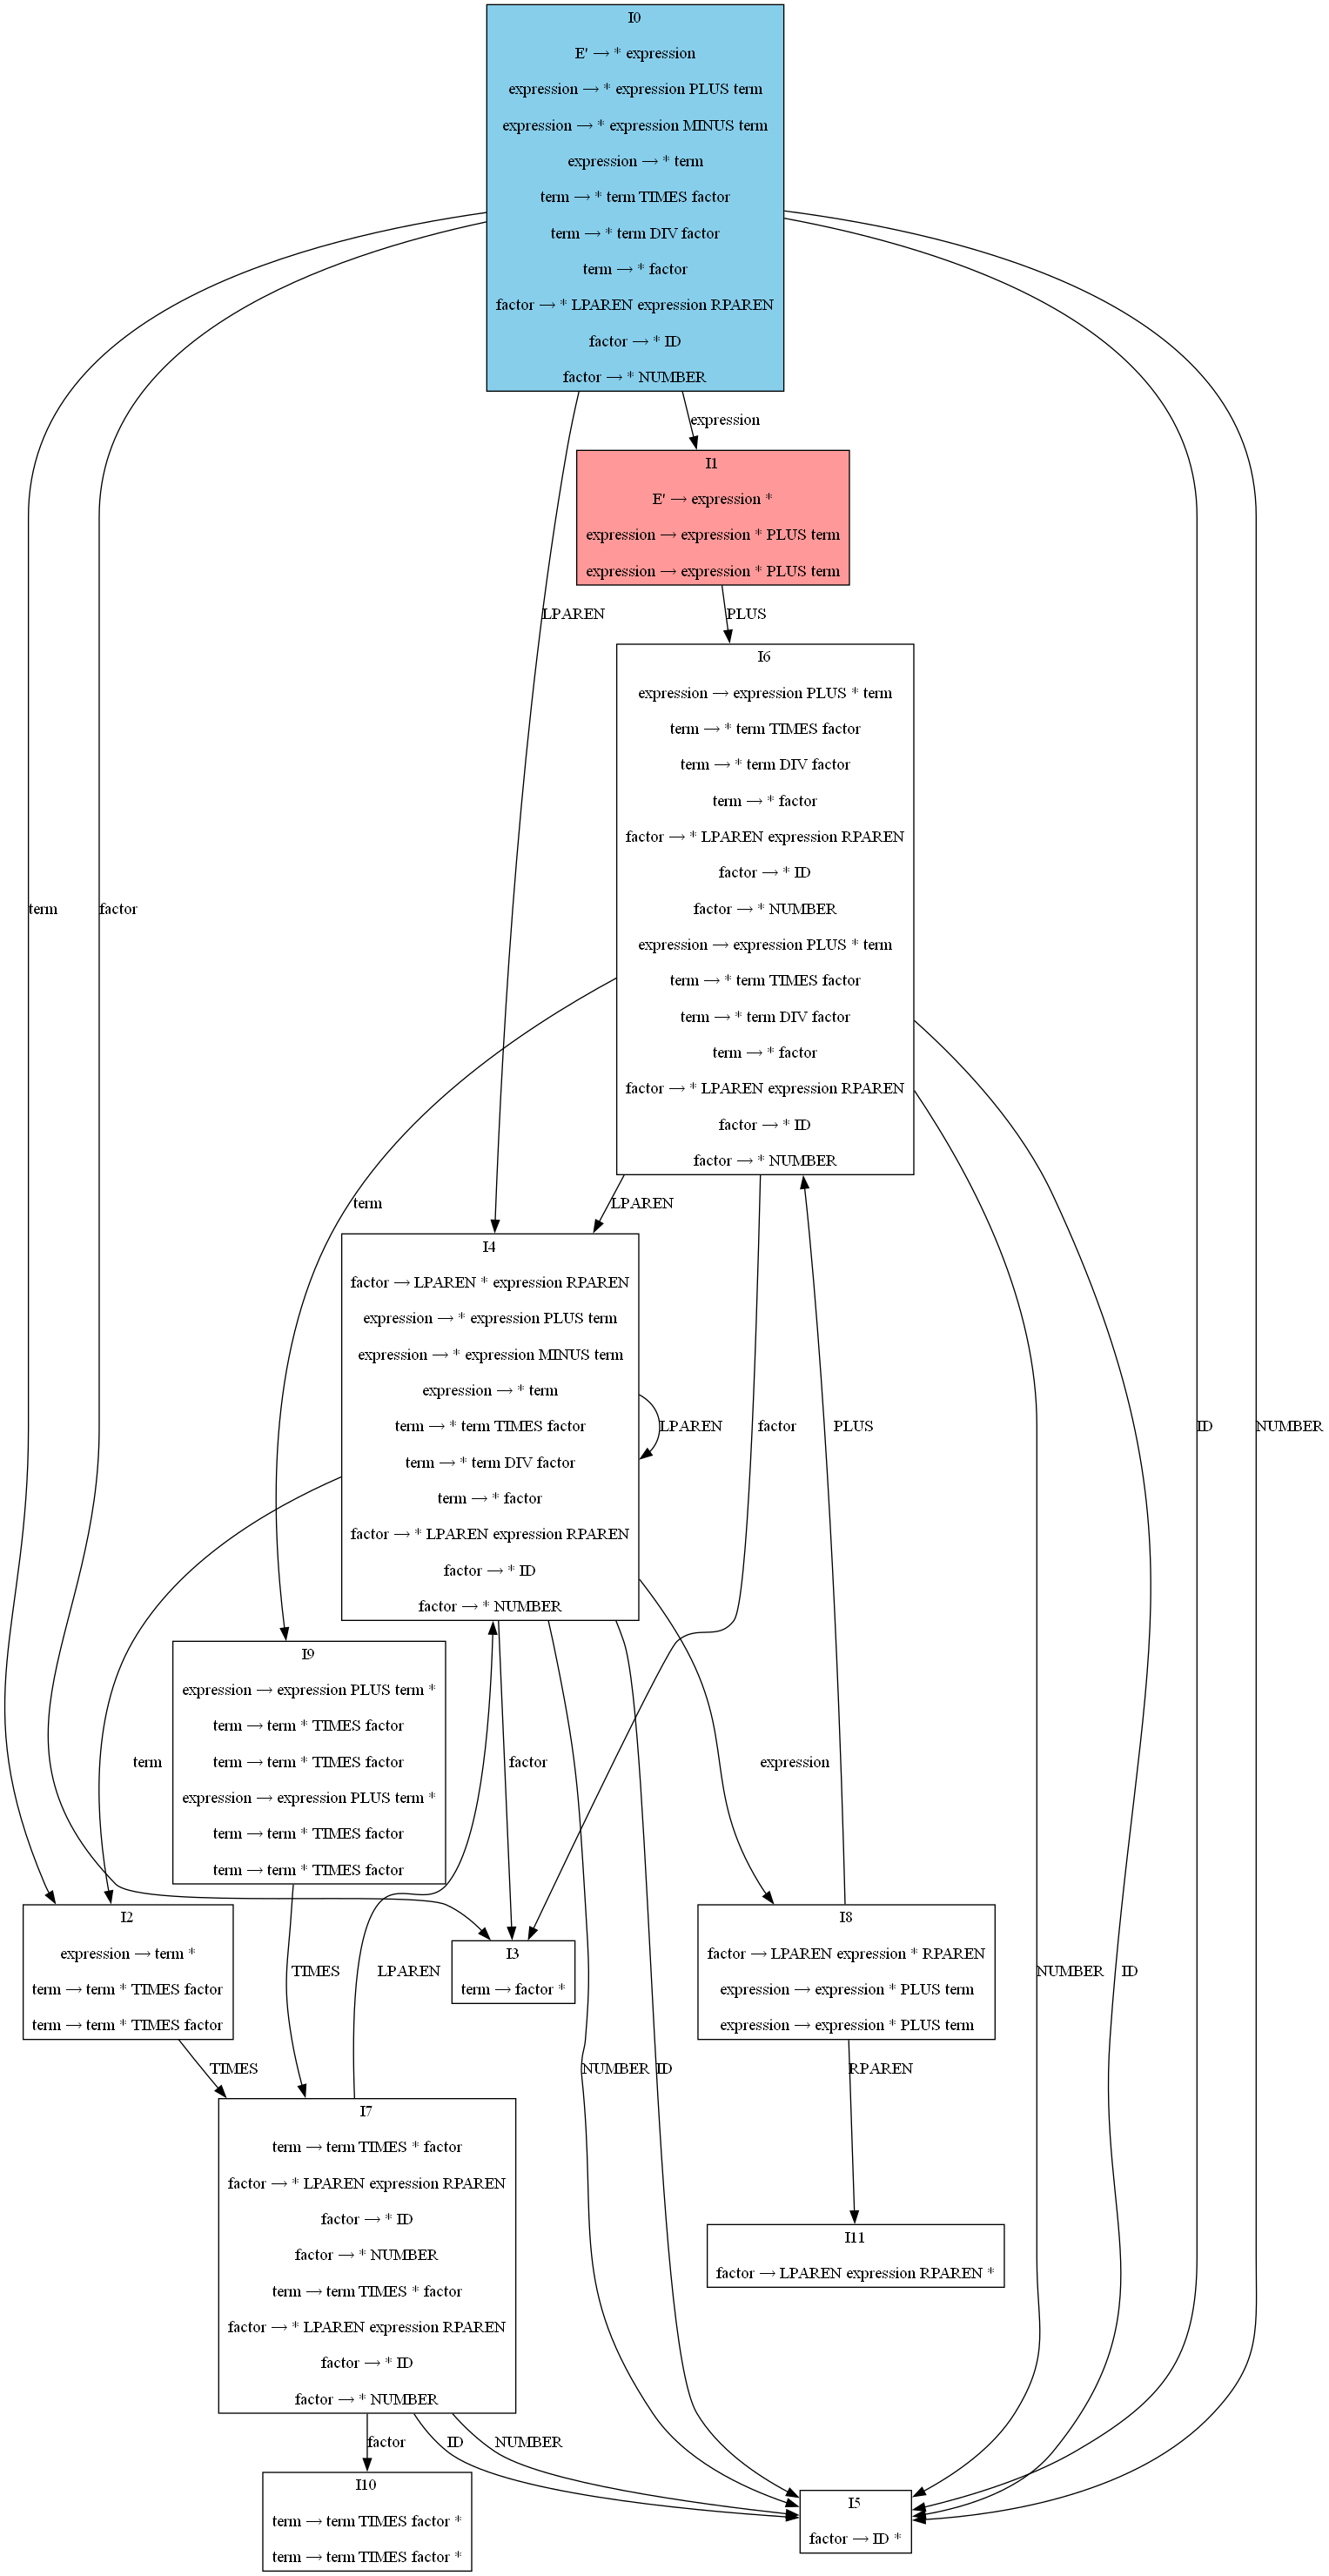 I0
E' → * expression
expression → * expression PLUS term
expression → * expression MINUS term
expression → * term
term → * term TIMES factor
term → * term DIV factor
term → * factor
factor → * LPAREN expression RPAREN
factor → * ID
factor → * NUMBER
expression
I1
E' → expression *
expression → expression * PLUS term
expression → expression * PLUS term
LPAREN
PLUS
I6
expression → expression PLUS * term
term → * term TIMES factor
term → * term DIV factor
term → * factor
factor → * LPAREN expression RPAREN
factor → * ID
factor → * NUMBER
expression → expression PLUS * term
term → * term TIMES factor
term → * term DIV factor
term → * factor
factor → * LPAREN expression RPAREN
factor → * ID
factor → * NUMBER
term
factor
term
LPAREN
I4
factor → LPAREN * expression RPAREN
expression → * expression PLUS term
expression → * expression MINUS term
expression → * term
term → * term TIMES factor
term → * term DIV factor
term → * factor
factor → * LPAREN expression RPAREN
factor → * ID
factor → * NUMBER
LPAREN
factor
PLUS
ID
NUMBER
I9
expression → expression PLUS term *
term → term * TIMES factor
term → term * TIMES factor
expression → expression PLUS term *
term → term * TIMES factor
term → term * TIMES factor
term
factor
expression
I2
expression → term *
term → term * TIMES factor
term → term * TIMES factor
TIMES
LPAREN
I3
term → factor *
I8
factor → LPAREN expression * RPAREN
expression → expression * PLUS term
expression → expression * PLUS term
NUMBER
ID
TIMES
NUMBER
ID
RPAREN
I7
term → term TIMES * factor
factor → * LPAREN expression RPAREN
factor → * ID
factor → * NUMBER
term → term TIMES * factor
factor → * LPAREN expression RPAREN
factor → * ID
factor → * NUMBER
I11
factor → LPAREN expression RPAREN *
factor
ID
NUMBER
I10
term → term TIMES factor *
term → term TIMES factor *
I5
factor → ID *